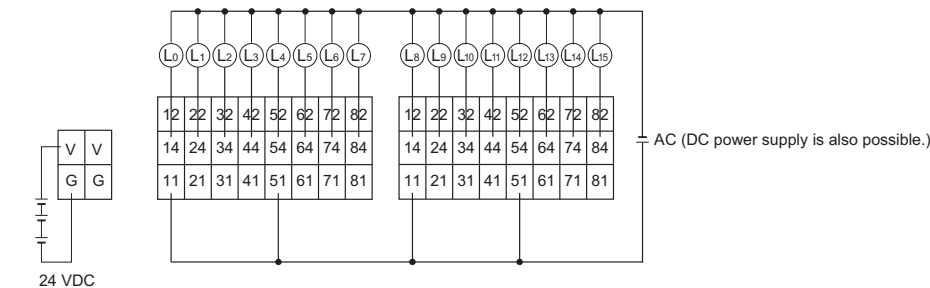 L0 L1 L2 L3 L4 L5 L6 L7 L8 L9 L10 L11 L12 L13 L14 L15
12 22 32 42 52 62 72 82 12 22 32 42 52 62 72 82
V V 14 24 34 44 54 64 74 84 14 24 34 44 54 64 74 84 AC (DC power supply is also possible.)
G G 11 21 31 41 51 61 71 81 11 21 31 41 51 61 71 81
24 VDC